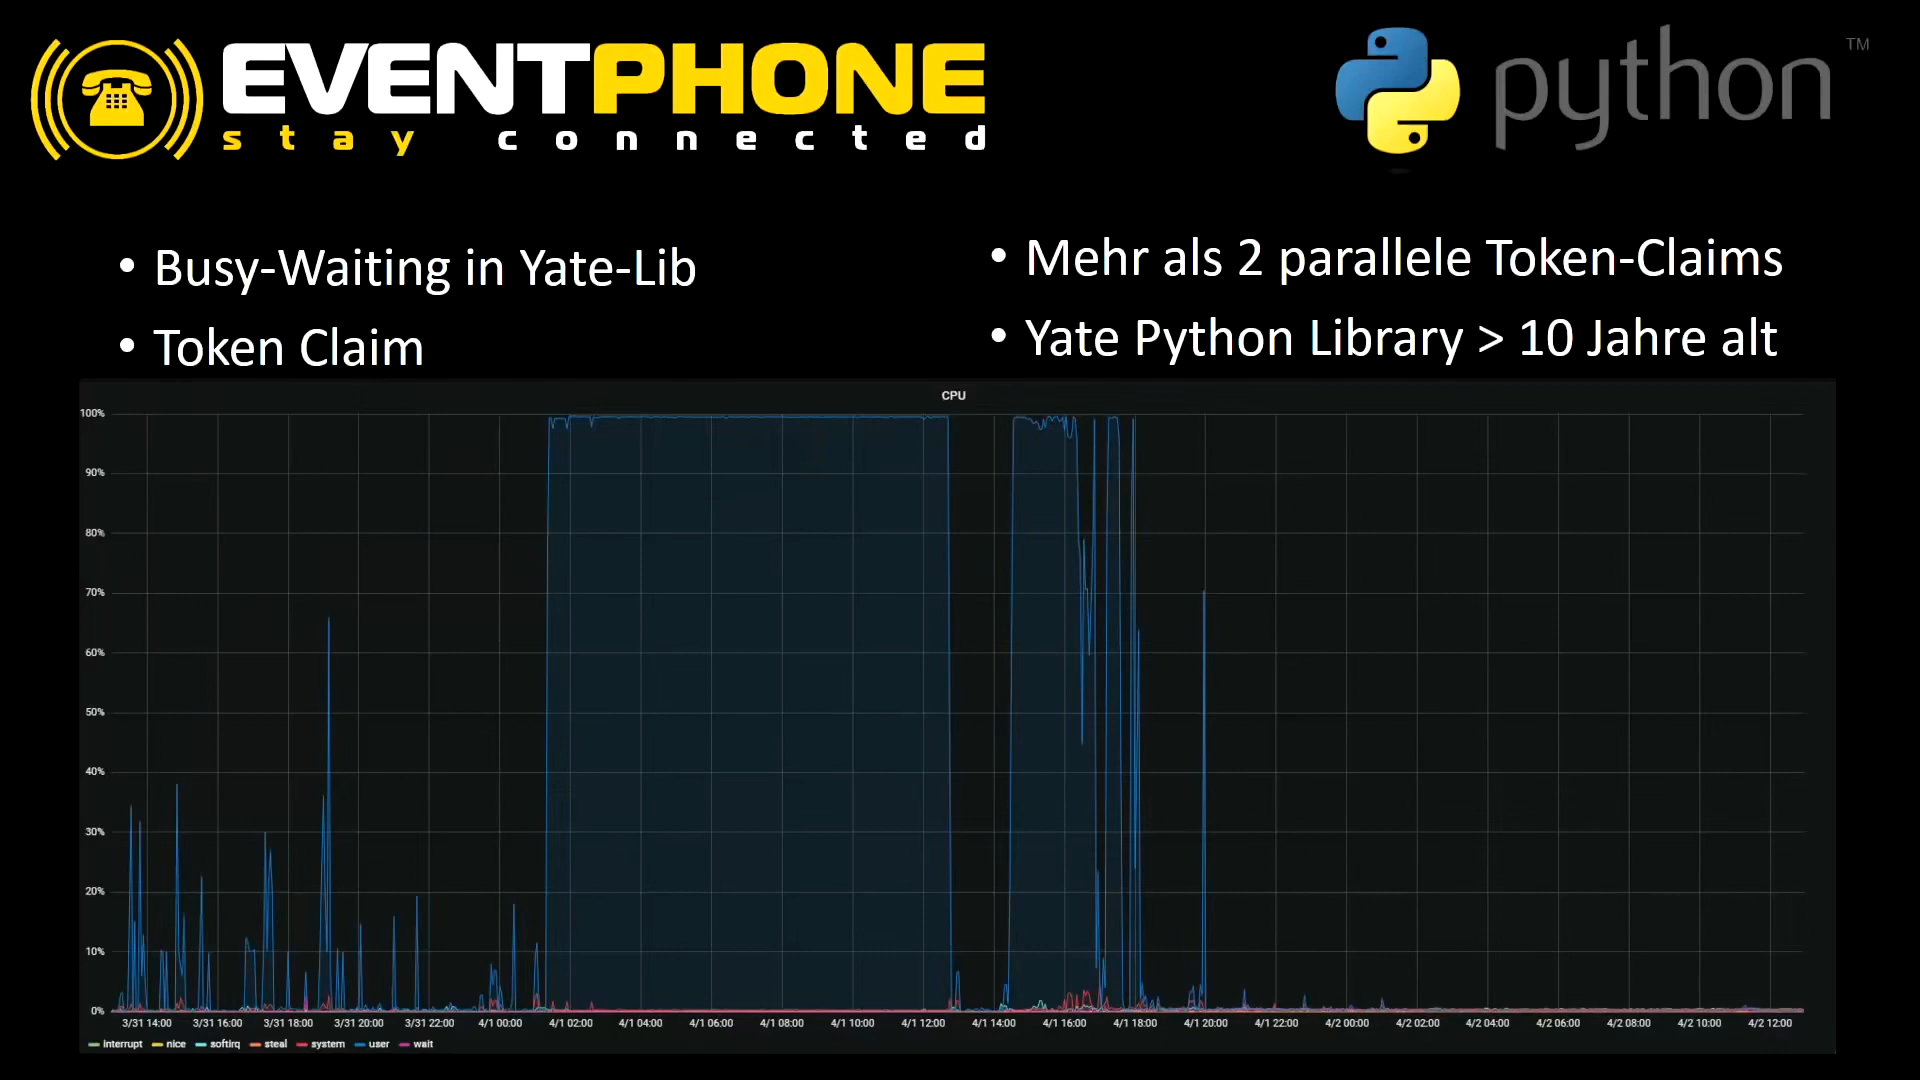 EVENTPHONE
stay connected
python
TM
• Busy-Waiting in Yate-Lib
• Token Claim
• Mehr als 2 parallele Token-Claims
• Yate Python Library > 10 Jahre alt
CPU
100%
90%
80%
70%
60%
50%
40%
30%
20%
10%
0%
3/31 14:00 3/31 16:00 3/31 18:00 3/31 20:00 3/31 22:00 4/1 00:00 4/1 02:00 4/1 04:00 4/1 06:00 4/1 08:00 4/1 10:00 4/1 12:00 4/1 14:00 4/1 16:00 4/1 18:00 4/1 20:00 4/1 22:00 4/2 00:00 4/2 02:00 4/2 04:00 4/2 06:00 4/2 08:00 4/2 10:00 4/2 12:00
interrupt nice softirq steal system user wait